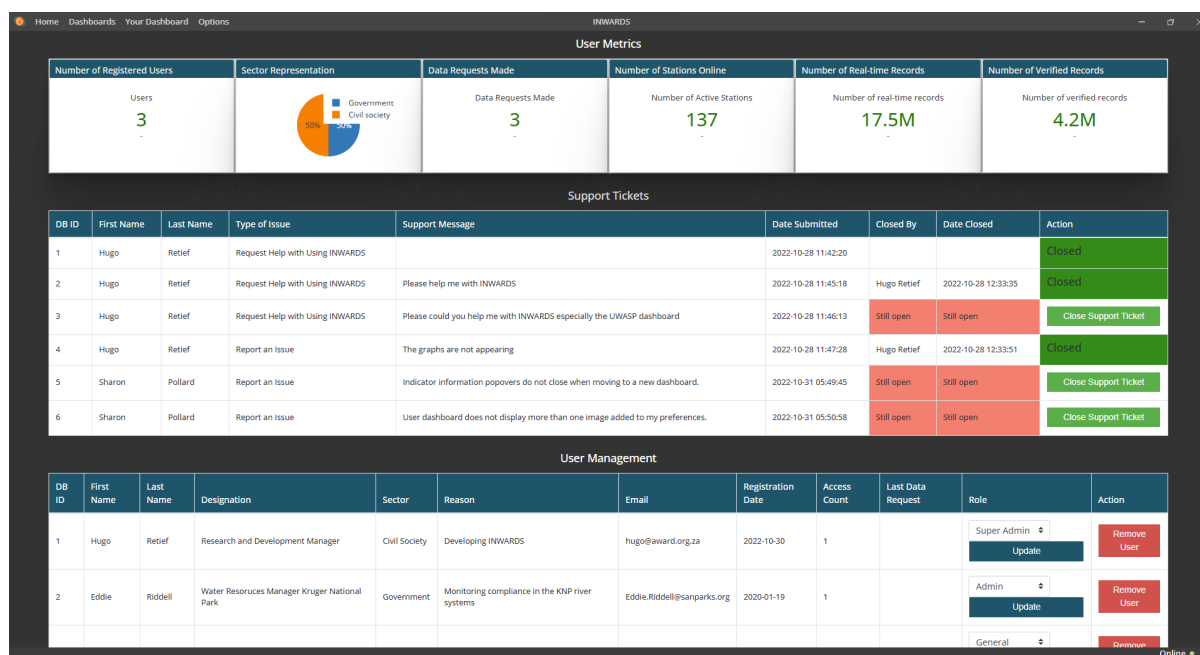 Home Dashboards Your Dashboard Options INWARDS
User Metrics
Number of Registered Users Sector Representation Data Requests Made Number of Stations Online Number of Real-time Records Number of Verified Records
Users Data Requests Made Number of Active Stations Number of real-time records Number of verified records
Government
Civil society
50% 50%
3 3 137 17.5M 4.2M
- - - - -
Support Tickets
DB ID First Name Last Name Type of Issue Support Message Date Submitted Closed By Date Closed Action
1 Hugo Retief Request Help with Using INWARDS 2022-10-28 11:42:20 Closed
2 Hugo Retief Request Help with Using INWARDS Please help me with INWARDS 2022-10-28 11:45:18 Hugo Retief 2022-10-28 12:33:35 Closed
3 Hugo Retief Request Help with Using INWARDS Please could you help me with INWARDS especially the UWASP dashboard 2022-10-28 11:46:13 Still open Still open Close Support Ticket
4 Hugo Retief Report an Issue The graphs are not appearing 2022-10-28 11:47:28 Hugo Retief 2022-10-28 12:33:51 Closed
5 Sharon Pollard Report an Issue Indicator information popovers do not close when moving to a new dashboard. 2022-10-31 05:49:45 Still open Still open Close Support Ticket
6 Sharon Pollard Report an Issue User dashboard does not display more than one image added to my preferences. 2022-10-31 05:50:58 Still open Still open Close Support Ticket
User Management
DB ID First Name Last Name Designation Sector Reason Email Registration Date Access Count Last Data Request Role Action
1 Hugo Retief Research and Development Manager Civil Society Developing INWARDS hugo@award.org.za 2022-10-30 1 Super Admin Update Remove User
2 Eddie Riddell Water Resoruces Manager Kruger National Park Government Monitoring compliance in the KNP river systems Eddie.Riddell@sanparks.org 2020-01-19 1 Admin Update Remove User
General Remove
Online